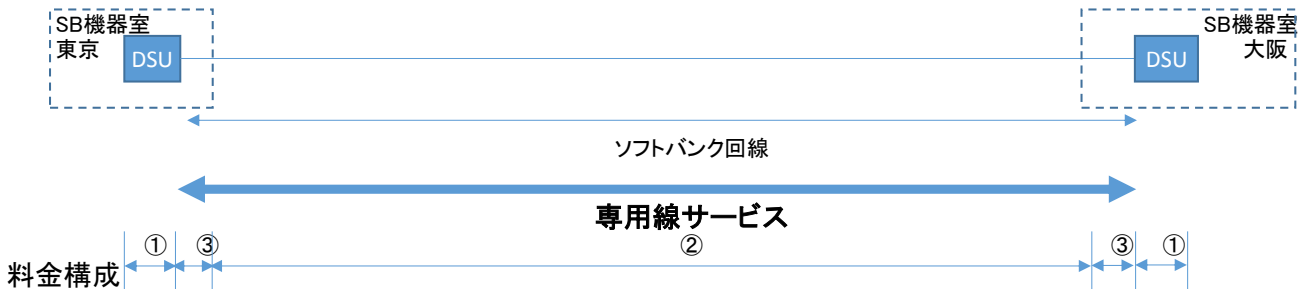 SB機器室
東京
DSU
SB機器室
大阪
DSU
ソフトバンク回線
専用線サービス
料金構成
①
③
②
③
①